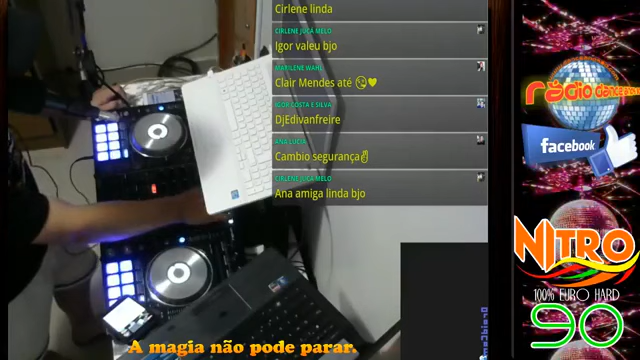 Cirlene linda
CIRLENE JUCÁ MELO
Igor valeu bjo
MARILENE WAHL
Clair Mendes até 😘♥
IGOR COSTA E SILVA
DjEdivanfreire
ANA LUCIA
Cambio segurança✌
CIRLENE JUCÁ MELO
Ana amiga linda bjo
A magia não pode parar.
rádio dance
facebook
NITRO
100% EURO HARD
90